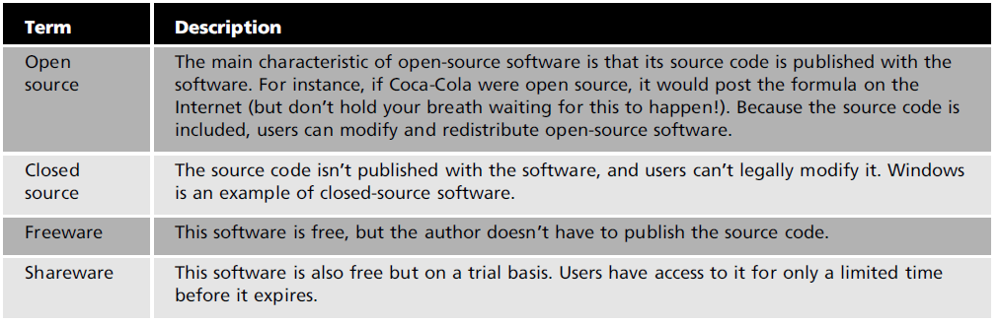 Term Description
Open source The main characteristic of open-source software is that its source code is published with the
software. For instance, if Coca-Cola were open source, it would post the formula on the
Internet (but don’t hold your breath waiting for this to happen!). Because the source code is
included, users can modify and redistribute open-source software.
Closed source The source code isn’t published with the software, and users can’t legally modify it. Windows
is an example of closed-source software.
Freeware This software is free, but the author doesn’t have to publish the source code.
Shareware This software is also free but on a trial basis. Users have access to it for only a limited time
before it expires.